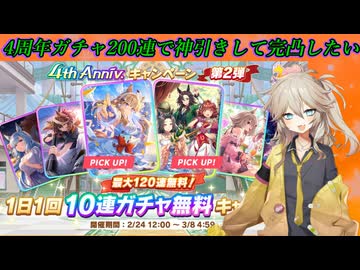 4周年ガチャ200連で神引きして完凸したい
4th Anniv. キャンペーン 第2弾
PICK UP! PICK UP!
最大120連無料!
1日1回 10連ガチャ無料 キャ
開催期間:2/24 12:00 ～ 3/8 4:59